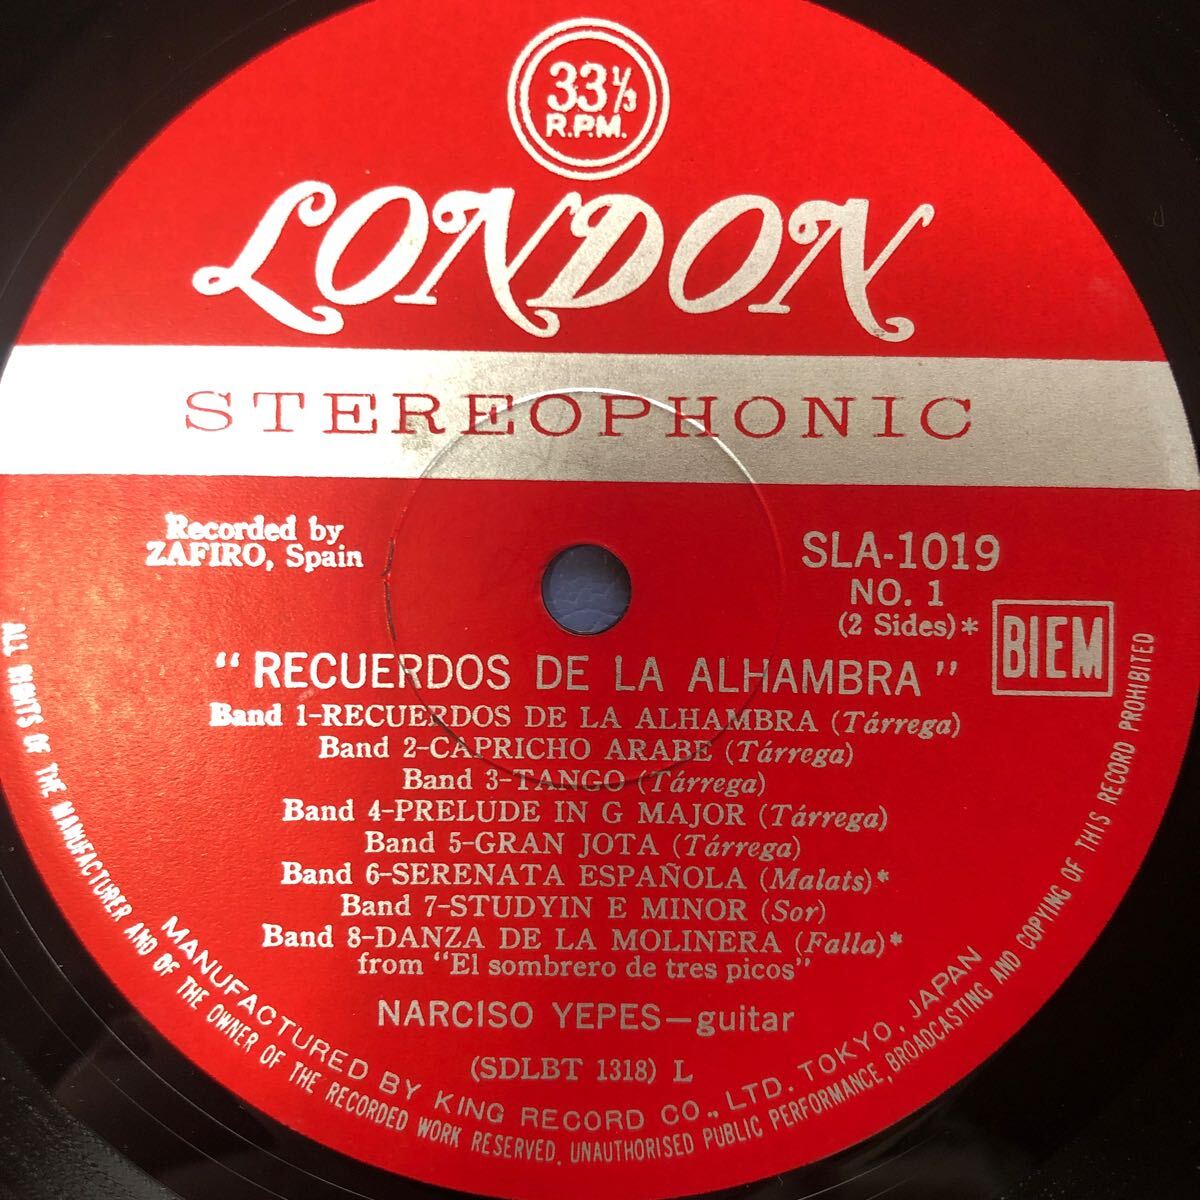 33⅓
R.P.M.
LONDON
STEREOPHONIC
Recorded by
ZAFIRO, Spain
SLA-1019
NO. 1
(2 Sides)*
BIEM
"RECUERDOS DE LA ALHAMBRA"
Band 1-RECUERDOS DE LA ALHAMBRA (Tárrega)
Band 2-CAPRICHO ARABE (Tárrega)
Band 3-TANGO (Tárrega)
Band 4-PRELUDE IN G MAJOR (Tárrega)
Band 5-GRAN JOTA (Tárrega)
Band 6-SERENATA ESPAÑOLA (Malats)*
Band 7-STUDYIN E MINOR (Sor)
Band 8-DANZA DE LA MOLINERA (Falla)*
from "El sombrero de tres picos"
NARCISO YEPES—guitar
(SDLBT 1318) L
MANUFACTURED BY KING RECORD CO., LTD. TOKYO, JAPAN
ALL RIGHTS OF THE MANUFACTURER AND OF THE OWNER OF THE RECORDED WORK RESERVED. UNAUTHORISED PUBLIC PERFORMANCE, BROADCASTING AND COPYING OF THIS RECORD PROHIBITED